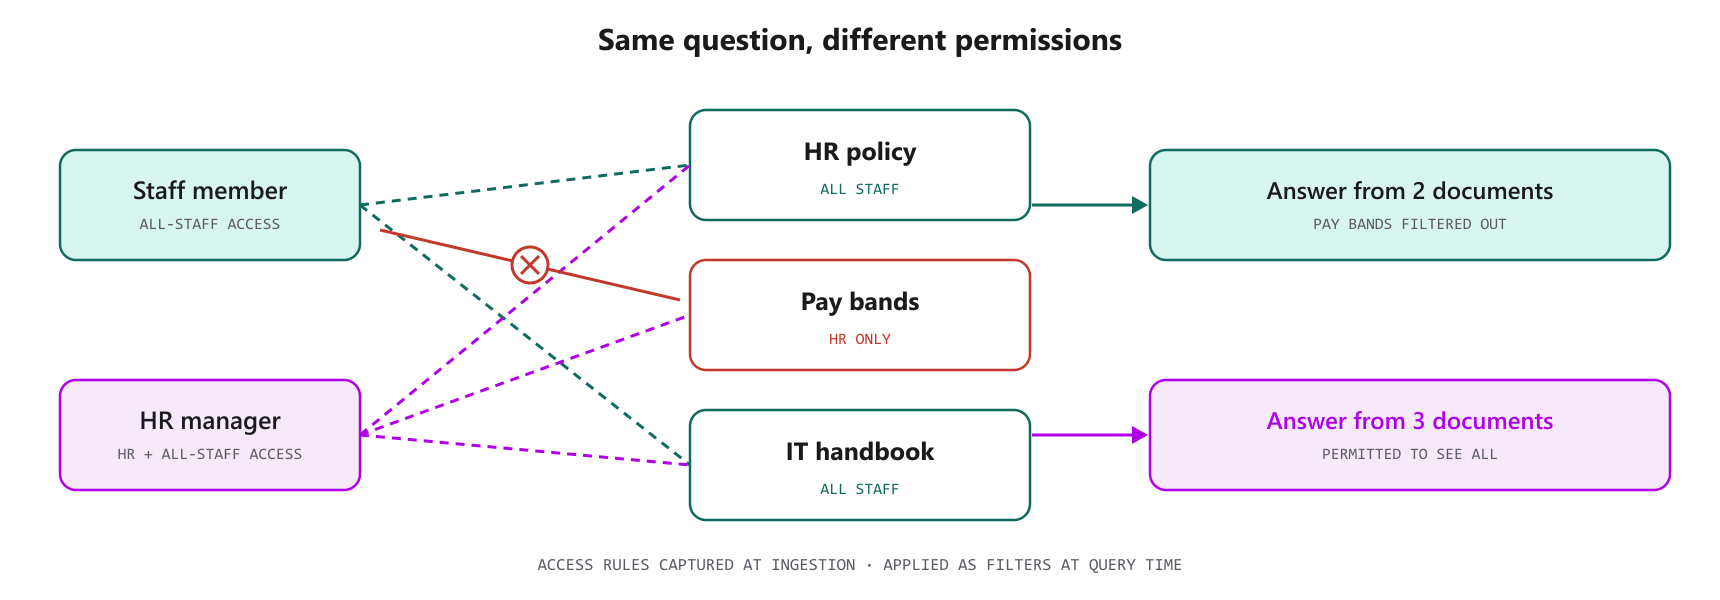 Same question, different permissions
Staff member
ALL-STAFF ACCESS
HR manager
HR + ALL-STAFF ACCESS
HR policy
ALL STAFF
Pay bands
HR ONLY
IT handbook
ALL STAFF
Answer from 2 documents
PAY BANDS FILTERED OUT
Answer from 3 documents
PERMITTED TO SEE ALL
ACCESS RULES CAPTURED AT INGESTION · APPLIED AS FILTERS AT QUERY TIME